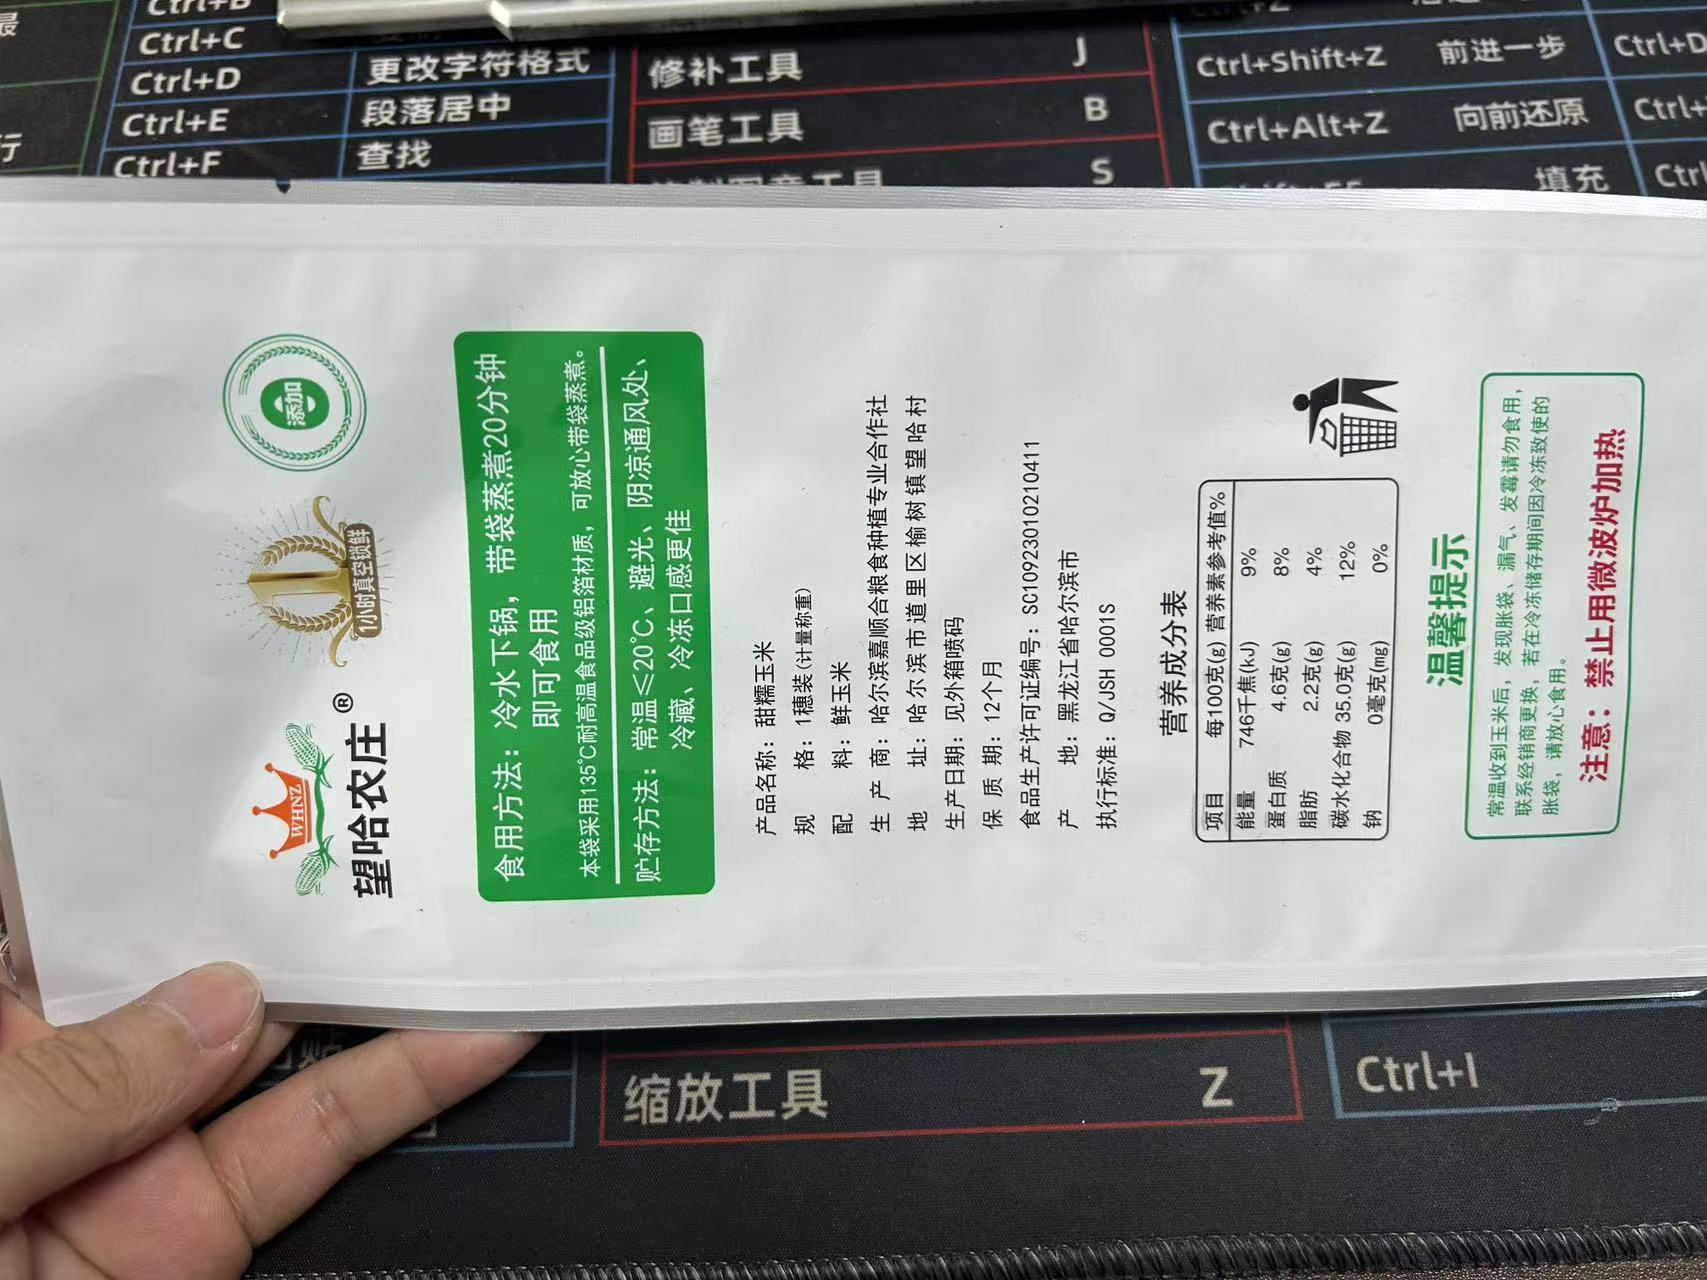 Ctrl+B
Ctrl+C
Ctrl+D 更改字符格式
Ctrl+E 段落居中
Ctrl+F 查找
修补工具 J
画笔工具 B
S
Ctrl+Z
Ctrl+Shift+Z 前进一步
Ctrl+Alt+Z 向前还原
填充
Ctrl+D
最
行
WHNZ
望哈农庄®
1小时真空锁鲜
0添加
食用方法：冷水下锅，带袋蒸煮20分钟
即可食用
本袋采用135℃耐高温食品级铝箔材质，可放心带袋蒸煮。
贮存方法：常温≤20℃、避光、阴凉通风处、
冷藏、冷冻口感更佳
产品名称：甜糯玉米
规格：1穗装(计量称重)
配料：鲜玉米
生产商：哈尔滨嘉顺合粮食种植专业合作社
地址：哈尔滨市道里区榆树镇望哈村
生产日期：见外箱喷码
保质期：12个月
食品生产许可证编号：SC10923010210411
产地：黑龙江省哈尔滨市
执行标准：Q/JSH 0001S
营养成分表
项目 每100克(g) 营养素参考值%
能量 746千焦(kJ) 9%
蛋白质 4.6克(g) 8%
脂肪 2.2克(g) 4%
碳水化合物 35.0克(g) 12%
钠 0毫克(mg) 0%
温馨提示
常温收到玉米后，发现胀袋、漏气、发霉请勿食用，
联系经销商更换，若在冷冻储存期间因冷冻致使的
胀袋，请放心食用。
注意：禁止用微波炉加热
缩放工具 Z
Ctrl+I